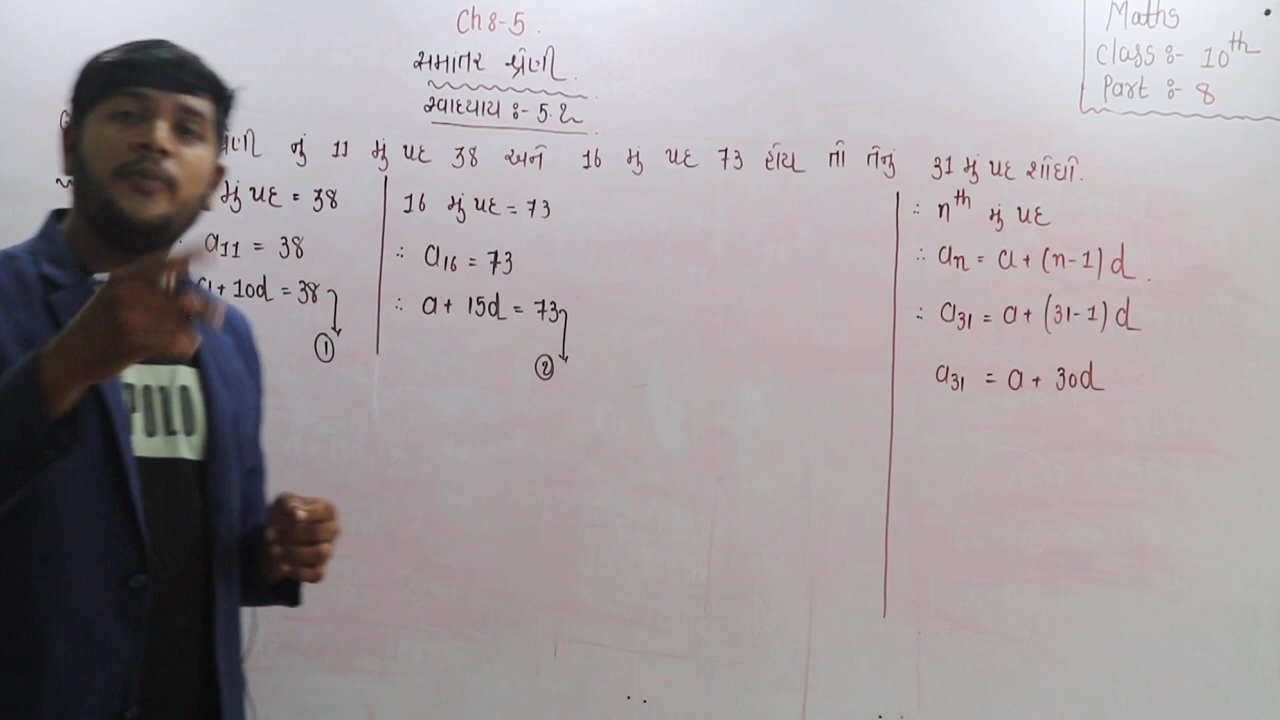 Ch 8-5.
સમાંતર શ્રેણી.
સ્વાધ્યાય :- 5.2
Maths
Class :- 10th
Part :- 8
નું 11 મું પદ 38 અને 16 મું પદ 73 હોય તો તેનું 31 મું પદ શોધો.
મું પદ = 38
a11 = 38
a + 10d = 38
①
16 મું પદ = 73
∴ a16 = 73
∴ a + 15d = 73
②
∴ nth મું પદ
∴ an = a + (n-1) d.
∴ a31 = a + (31-1) d
a31 = a + 30d
POLO